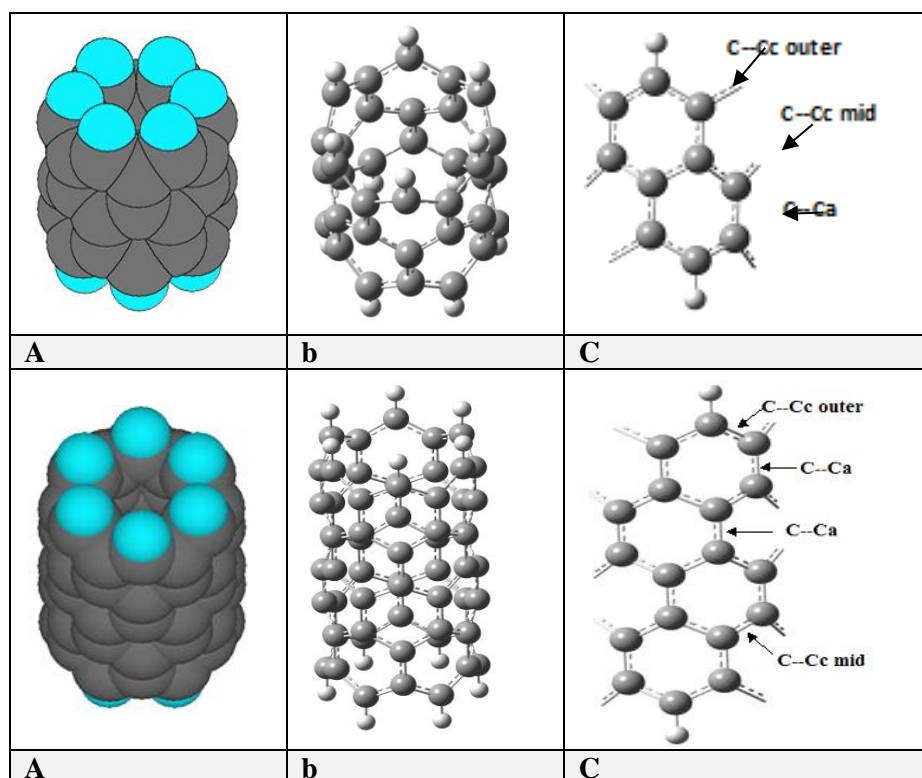 C--Cc outer
C--Cc mid
C--Ca
A b C
C--Cc outer
C--Ca
C--Ca
C--Cc mid
A b C